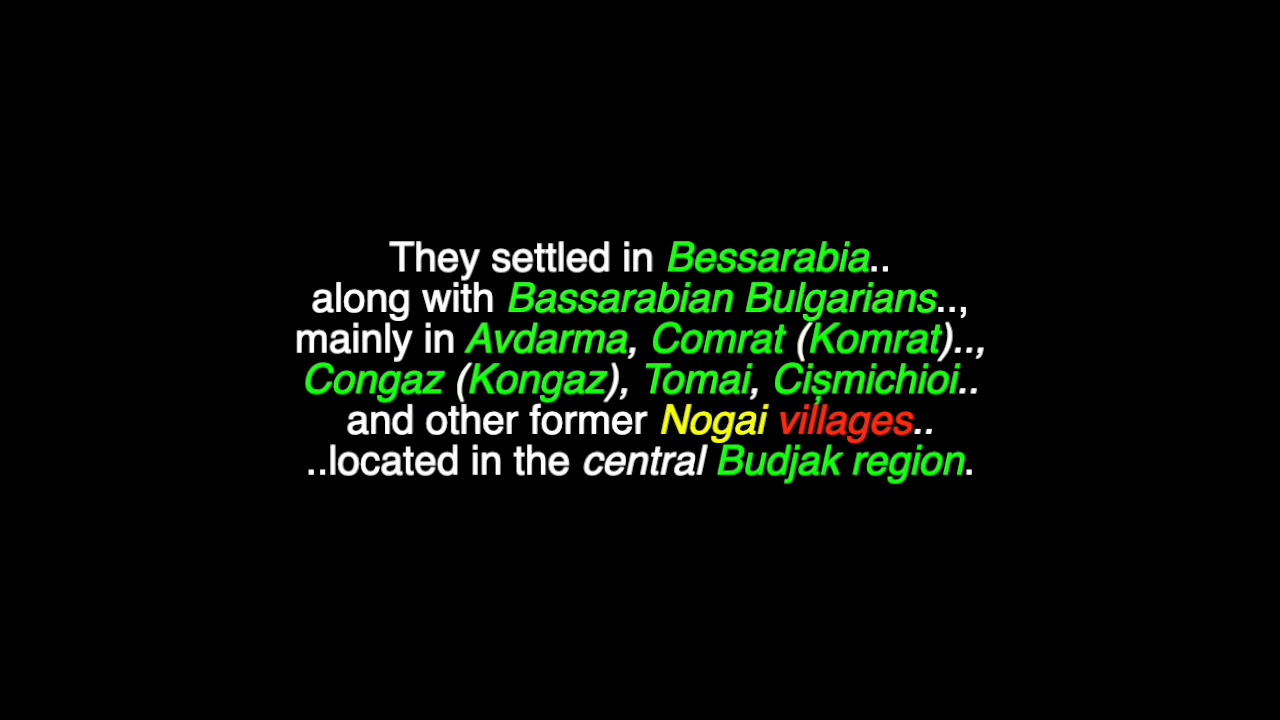 They settled in Bessarabia..
along with Bassarabian Bulgarians..,
mainly in Avdarma, Comrat (Komrat)..,
Congaz (Kongaz), Tomai, Cișmichioi..
and other former Nogai villages..
..located in the central Budjak region.